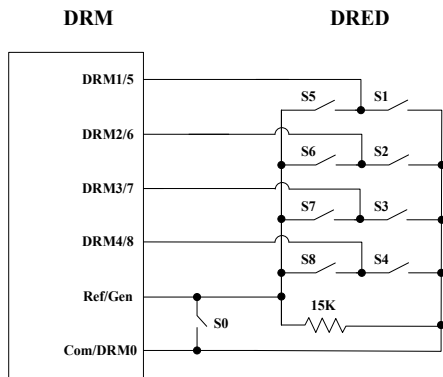 DRM DRED
DRM1/5
S5 S1
DRM2/6
S6 S2
DRM3/7
S7 S3
DRM4/8
S8 S4
Ref/Gen
15K
S0
Com/DRM0